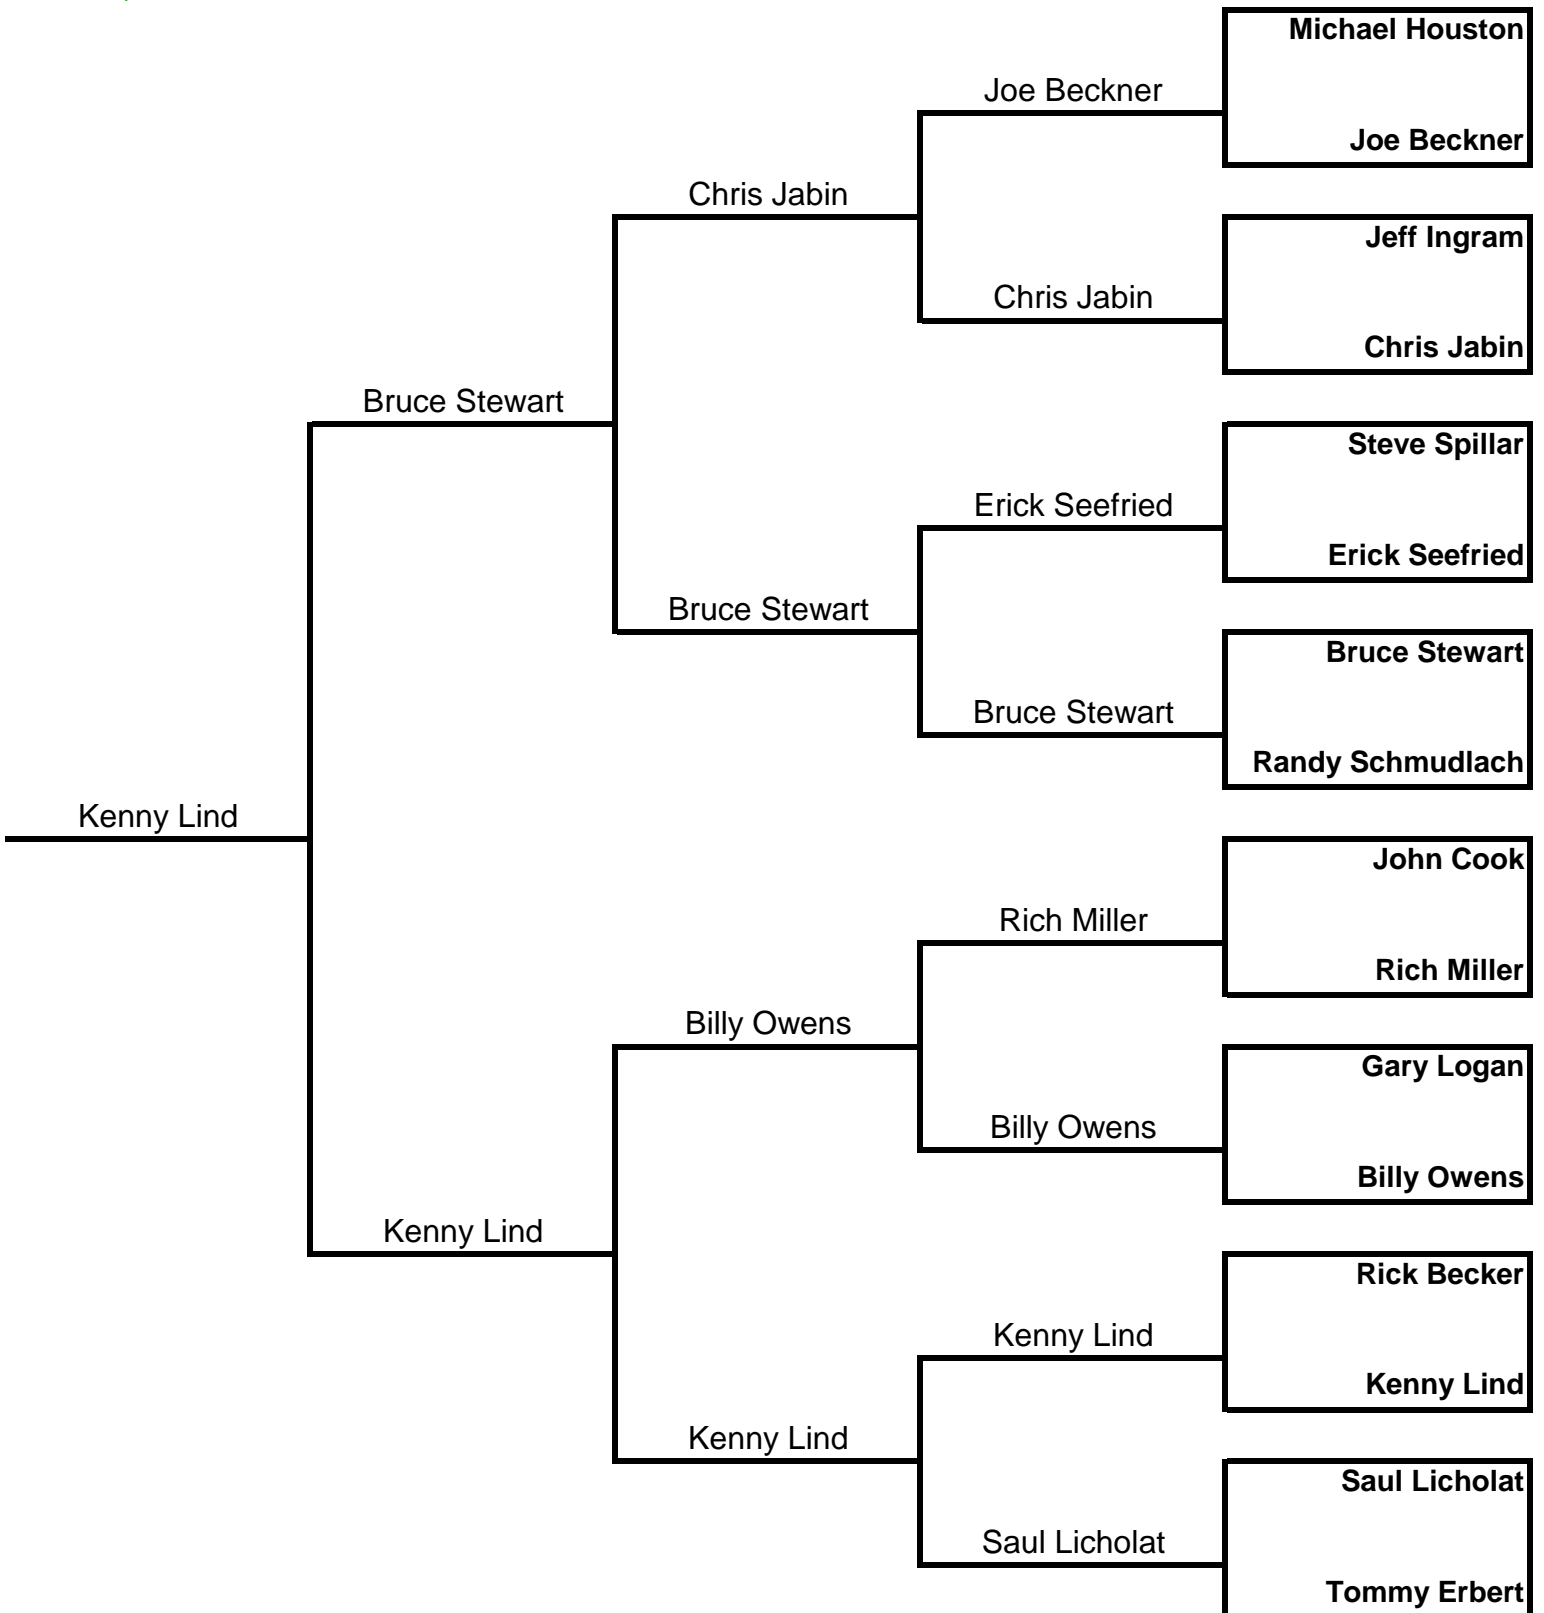 Michael Houston
Joe Beckner
Joe Beckner
Chris Jabin
Jeff Ingram
Chris Jabin
Chris Jabin
Bruce Stewart
Steve Spillar
Erick Seefried
Erick Seefried
Bruce Stewart
Bruce Stewart
Bruce Stewart
Randy Schmudlach
Kenny Lind
John Cook
Rich Miller
Rich Miller
Billy Owens
Gary Logan
Billy Owens
Billy Owens
Kenny Lind
Rick Becker
Kenny Lind
Kenny Lind
Kenny Lind
Saul Licholat
Saul Licholat
Tommy Erbert